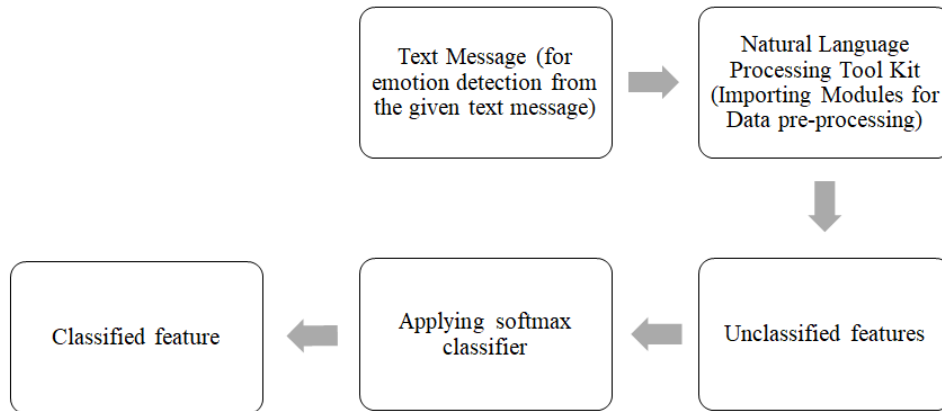 Text Message (for
emotion detection from
the given text message)
Natural Language
Processing Tool Kit
(Importing Modules for
Data pre-processing)
Unclassified features
Applying softmax
classifier
Classified feature